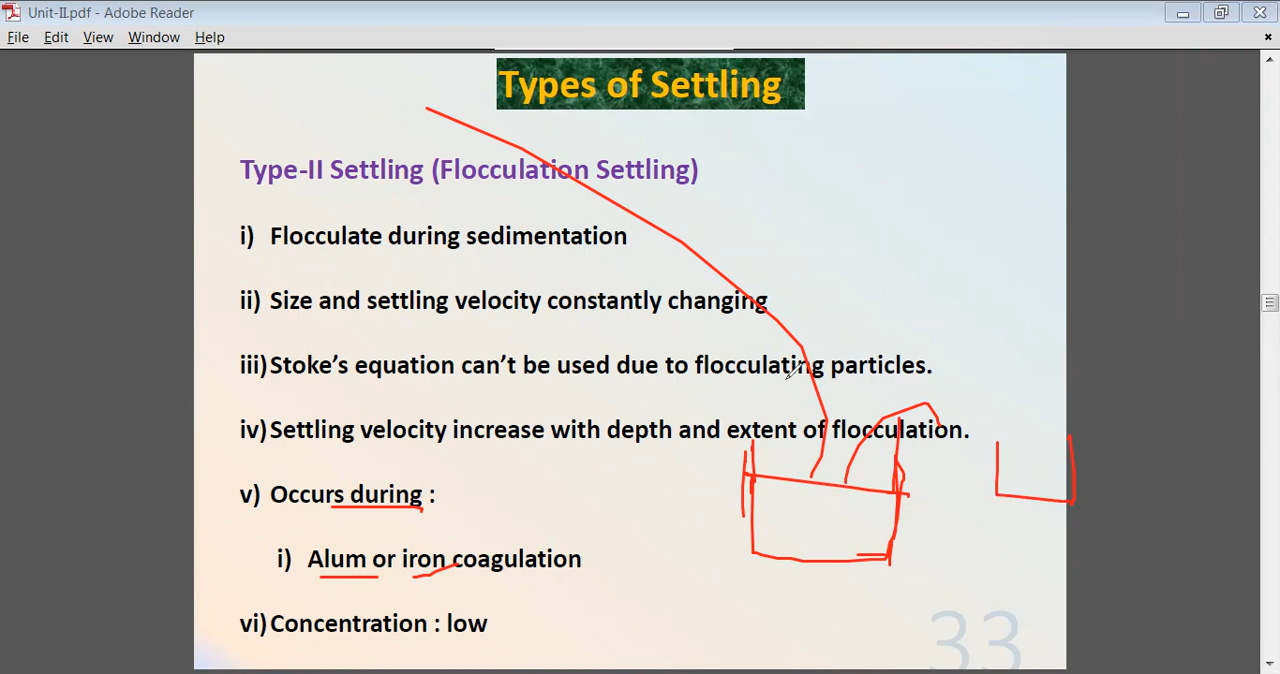 Unit-II.pdf - Adobe Reader
File Edit View Window Help
Types of Settling
Type-II Settling (Flocculation Settling)
i) Flocculate during sedimentation
ii) Size and settling velocity constantly changing
iii) Stoke's equation can't be used due to flocculating particles.
iv) Settling velocity increase with depth and extent of flocculation.
v) Occurs during :
i) Alum or iron coagulation
vi) Concentration : low
33